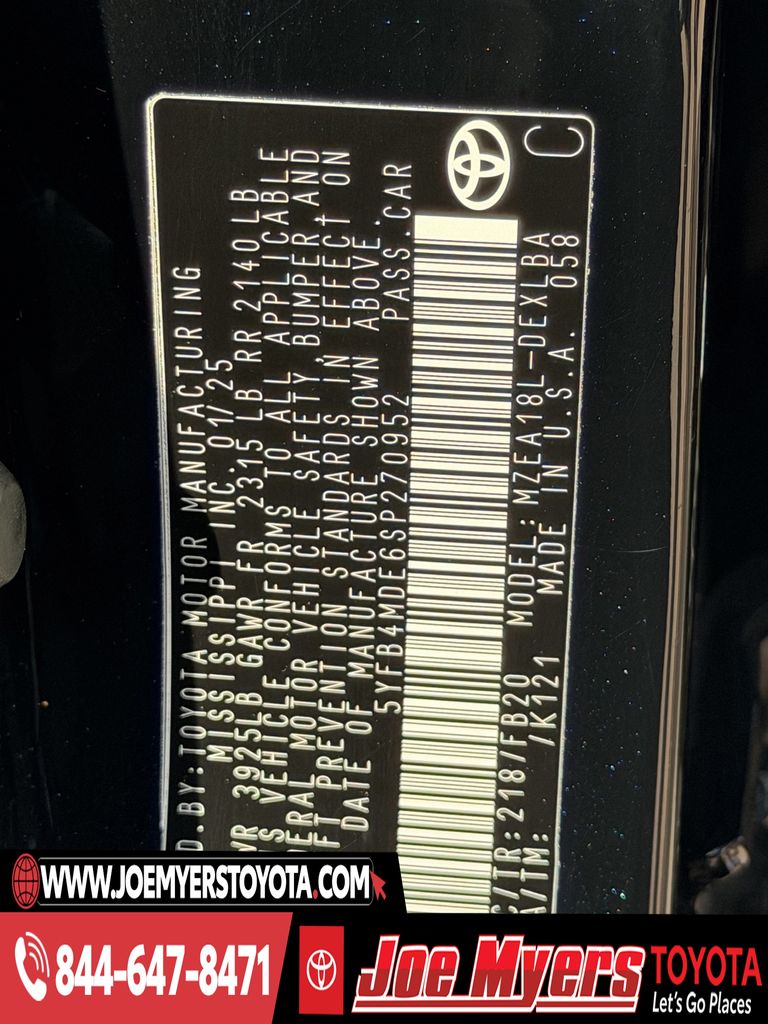 D.BY:TOYOTA MOTOR MANUFACTURING
MISSISSIPPI INC. 01/25
WR 3925LB GAWR FR 2315 LB RR 2140LB
S VEHICLE CONFORMS TO ALL APPLICABLE
ERAL MOTOR VEHICLE SAFETY, BUMPER, AND
FT PREVENTION STANDARDS IN EFFECT ON
DATE OF MANUFACTURE SHOWN ABOVE.
5YFB4MDE6SP270952 PASS.CAR
C/TR:218/FB20 MODEL:MZEA18L-DEXLBA
A/TM: /K121 MADE IN U.S.A. 058
C
WWW.JOEMYERSTOYOTA.COM
844-647-8471
Joe Myers
TOYOTA
Let's Go Places